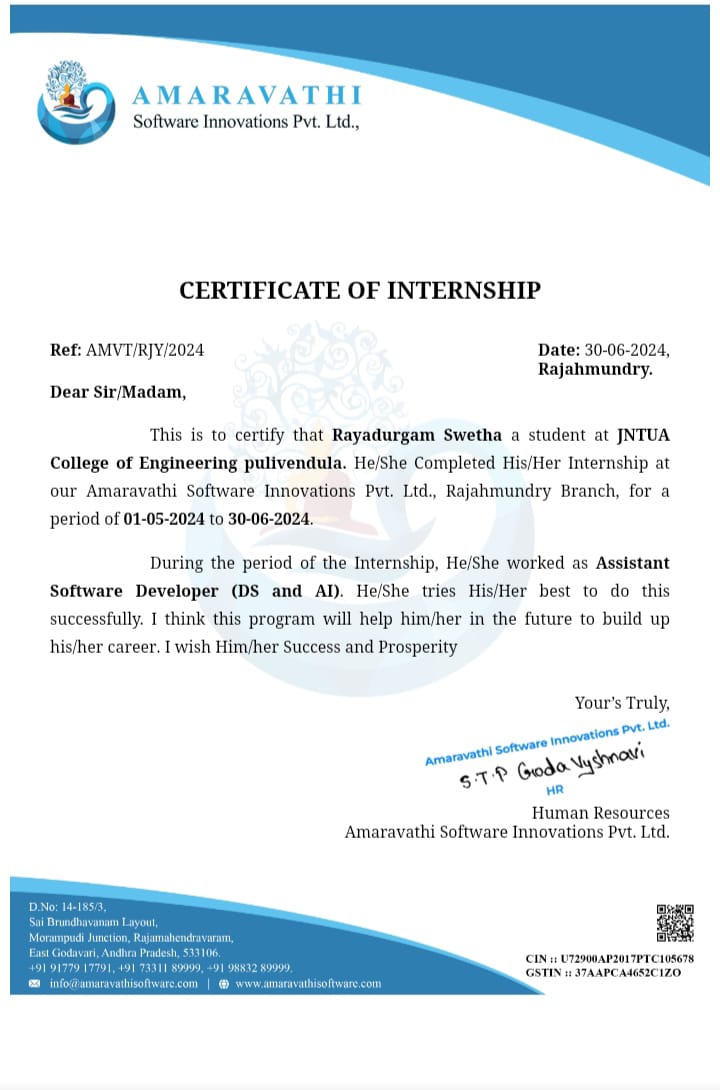 AMARAVATHI
Software Innovations Pvt. Ltd.,
CERTIFICATE OF INTERNSHIP
Ref: AMVT/RJY/2024
Date: 30-06-2024,
Rajahmundry.
Dear Sir/Madam,
This is to certify that Rayadurgam Swetha a student at JNTUA
College of Engineering pulivendula. He/She Completed His/Her Internship at
our Amaravathi Software Innovations Pvt. Ltd., Rajahmundry Branch, for a
period of 01-05-2024 to 30-06-2024.
During the period of the Internship, He/She worked as Assistant
Software Developer (DS and AI). He/She tries His/Her best to do this
successfully. I think this program will help him/her in the future to build up
his/her career. I wish Him/her Success and Prosperity
Your's Truly,
Amaravathi Software Innovations Pvt. Ltd.
S.T.P Goda Vyshnavi
HR
Human Resources
Amaravathi Software Innovations Pvt. Ltd.
D.No: 14-185/3,
Sai Brundhavanam Layout,
Morampudi Junction, Rajamahendravaram,
East Godavari, Andhra Pradesh, 533106.
+91 91779 17791, +91 73311 89999, +91 98832 89999.
info@amaravathisoftware.com | www.amaravathisoftware.com
CIN :: U72900AP2017PTC105678
GSTIN :: 37AAPCA4652C1ZO